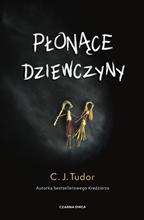 PŁONĄCE
DZIEWCZYNY
C. J. Tudor
Autorka bestsellerowego Kredziarza
CZARNA OWCA